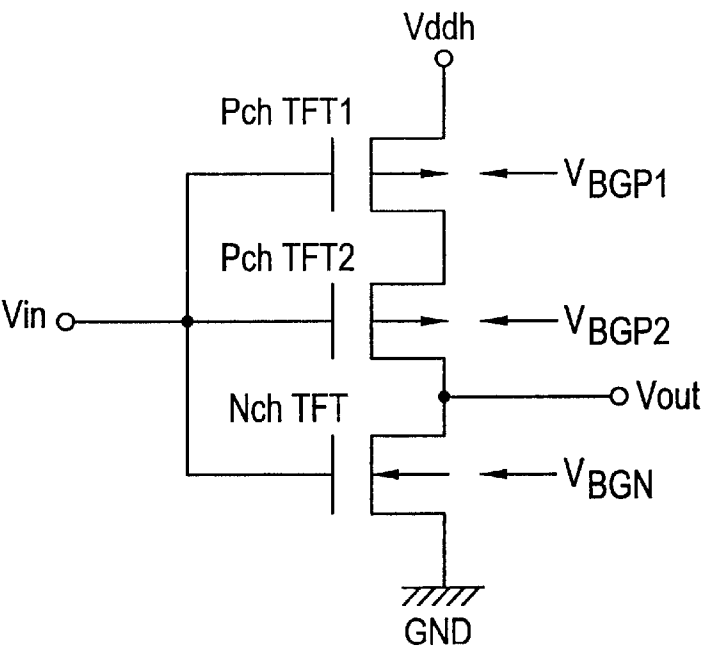 Vddh
Pch TFT1
VBGP1
Pch TFT2
Vin
VBGP2
Nch TFT
Vout
VBGN
GND